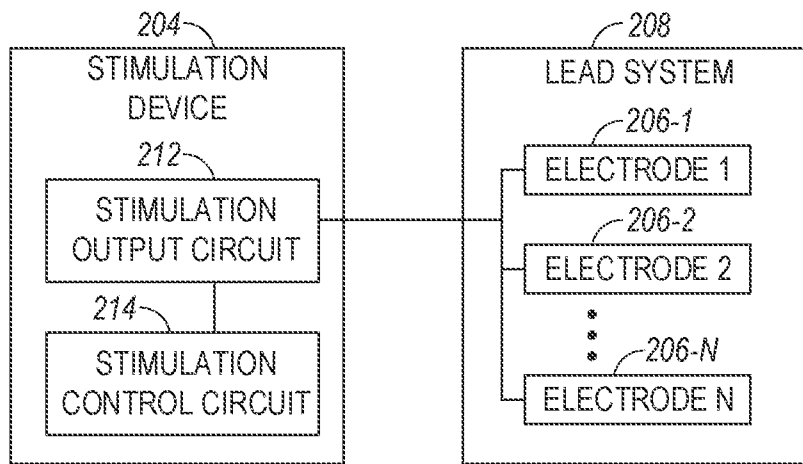 204
STIMULATION
DEVICE
212
STIMULATION
OUTPUT CIRCUIT
214
STIMULATION
CONTROL CIRCUIT
208
LEAD SYSTEM
206-1
ELECTRODE 1
206-2
ELECTRODE 2
206-N
ELECTRODE N